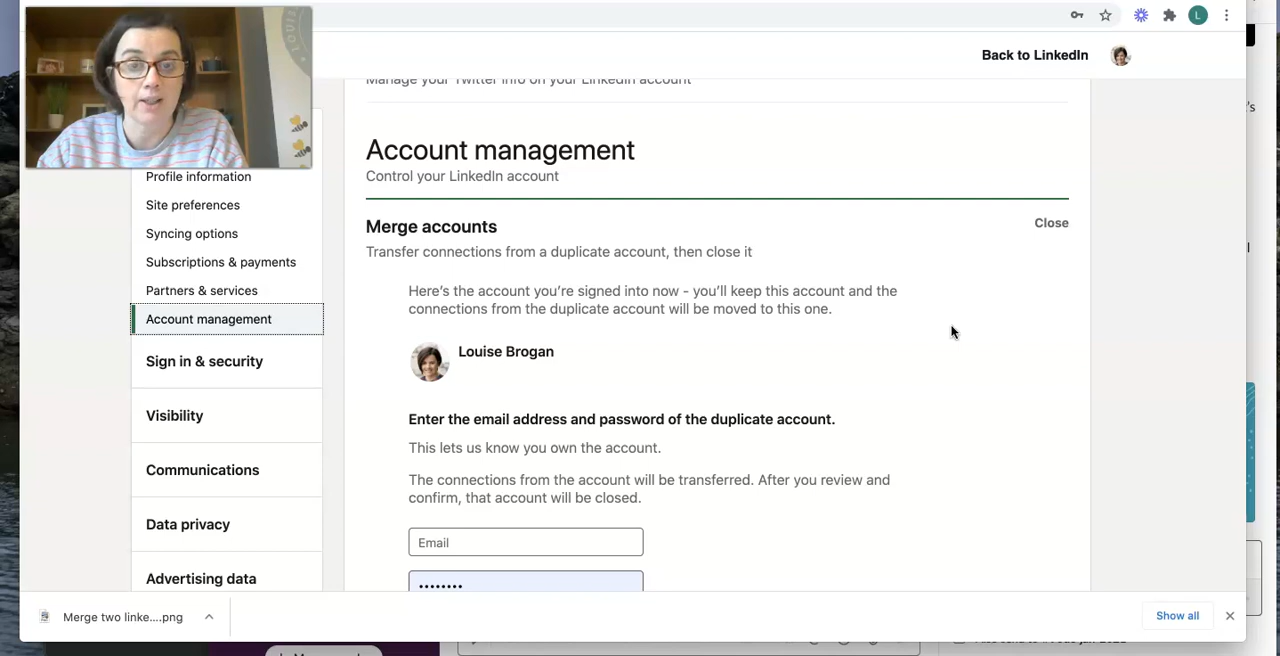 L
Back to LinkedIn
Manage your Twitter info on your LinkedIn account
Account management
Control your LinkedIn account
Profile information
Site preferences
Syncing options
Subscriptions & payments
Partners & services
Account management
Sign in & security
Visibility
Communications
Data privacy
Advertising data
Merge accounts
Close
Transfer connections from a duplicate account, then close it
Here's the account you're signed into now - you'll keep this account and the
connections from the duplicate account will be moved to this one.
Louise Brogan
Enter the email address and password of the duplicate account.
This lets us know you own the account.
The connections from the account will be transferred. After you review and
confirm, that account will be closed.
Email
••••••••
Merge two linke....png
Show all